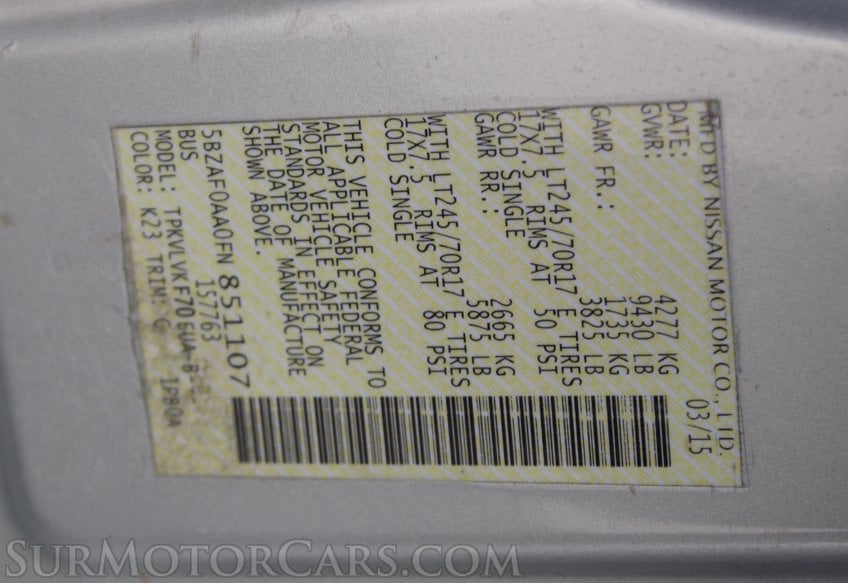 MFD BY NISSAN MOTOR CO., LTD.
DATE: 03/15
GVWR: 4277 KG
9430 LB
GAWR FR.: 1735 KG
3825 LB
WITH LT245/70R17 E TIRES
17X7.5 RIMS AT 50 PSI
COLD SINGLE
GAWR RR.: 2665 KG
5875 LB
WITH LT245/70R17 E TIRES
17X7.5 RIMS AT 80 PSI
COLD SINGLE
THIS VEHICLE CONFORMS TO
ALL APPLICABLE FEDERAL
MOTOR VEHICLE SAFETY
STANDARDS IN EFFECT ON
THE DATE OF MANUFACTURE
SHOWN ABOVE.
5BZAF0AA0FN 851107
BUS 157763
MODEL:
COLOR: K23 TRIM: G 1PBQA
SurMotorCars.com